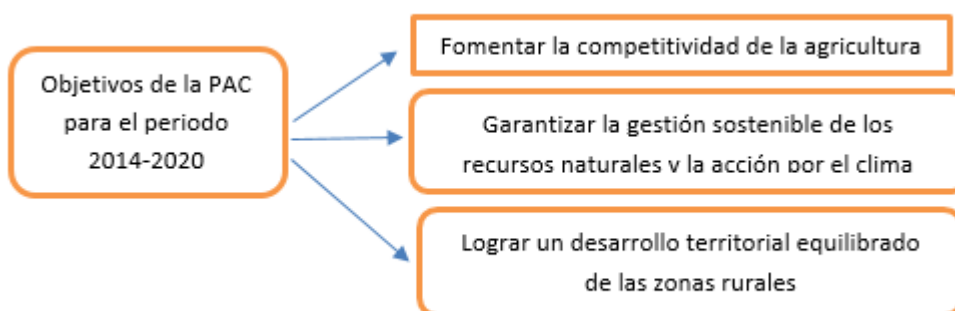 Objetivos de la PAC
para el periodo
2014-2020
Fomentar la competitividad de la agricultura
Garantizar la gestión sostenible de los
recursos naturales y la acción por el clima
Lograr un desarrollo territorial equilibrado
de las zonas rurales